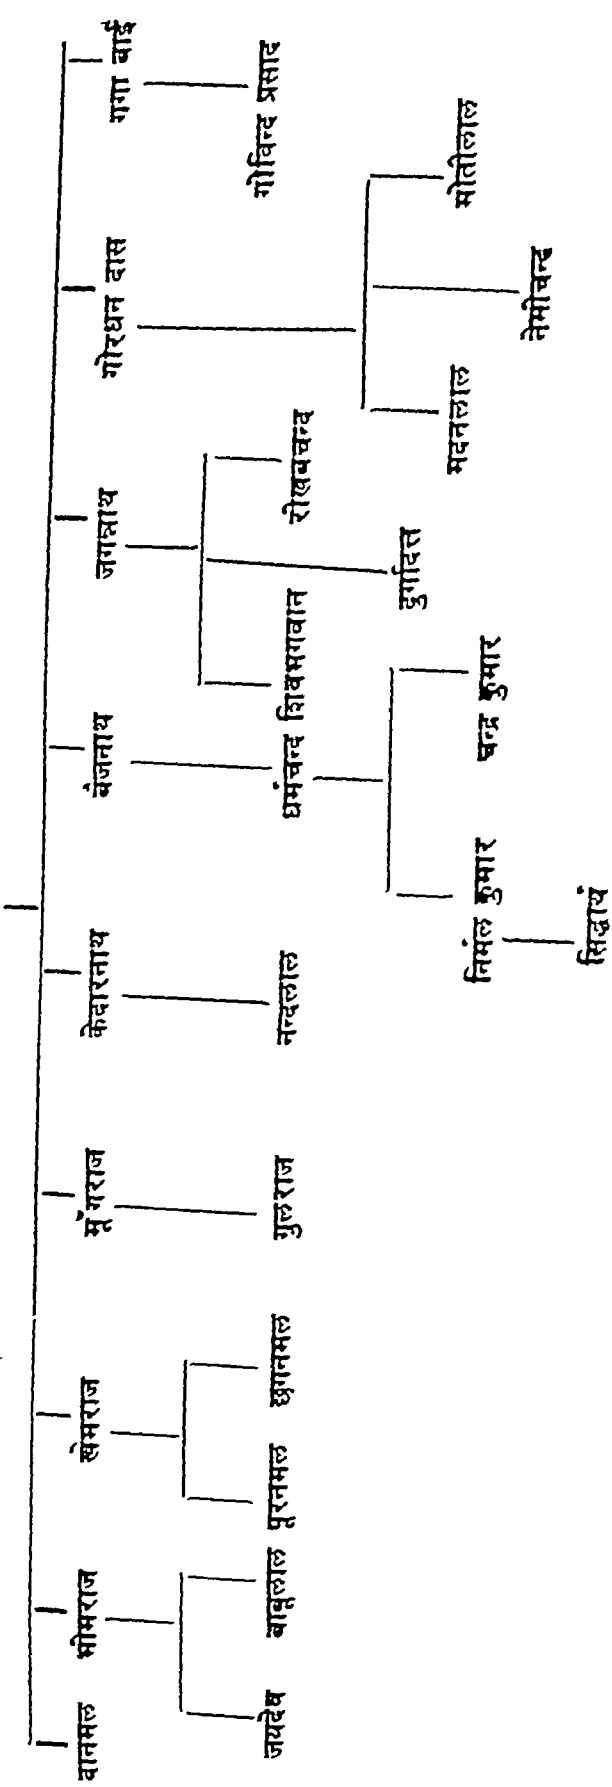 दानमल भोमराज खेमराज मूंगराज केदारनाथ बैजनाथ जगन्नाथ गोरधन दास गगा बाई
जयदेव बाबूलाल पूरनमल छगनमल गुलराज नन्दलाल धर्मचन्द शिवभगवान रीखबचन्द गोविन्द प्रसाद
दुर्गादत्त
मदनलाल मोतीलाल
निर्मल कुमार चन्द्र कुमार नेमीचन्द
सिद्धार्थ